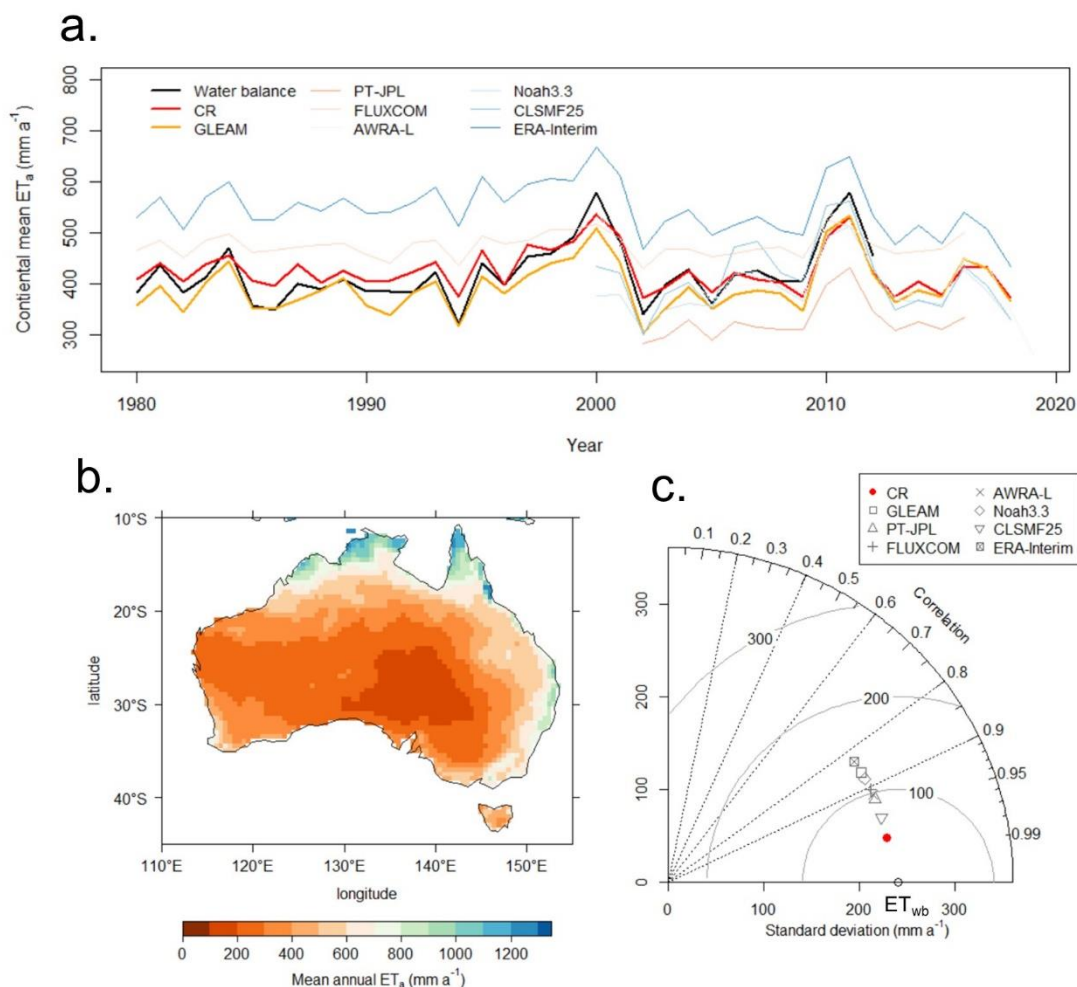 a.
Contiental mean ETa (mm a-1)
800
700
600
500
400
300
Water balance
CR
GLEAM
PT-JPL
FLUXCOM
AWRA-L
Noah3.3
CLSMF25
ERA-Interim
1980
1990
2000
2010
2020
Year
b.
10°S
20°S
30°S
40°S
latitude
110°E
120°E
130°E
140°E
150°E
longitude
0
200
400
600
800
1000
1200
Mean annual ETa (mm a-1)
c.
CR
GLEAM
PT-JPL
FLUXCOM
AWRA-L
Noah3.3
CLSMF25
ERA-Interim
0.1
0.2
0.3
0.4
0.5
0.6
0.7
0.8
0.9
0.95
0.99
Correlation
300
200
100
300
200
100
0
0
100
200
300
ETwb
Standard deviation (mm a-1)